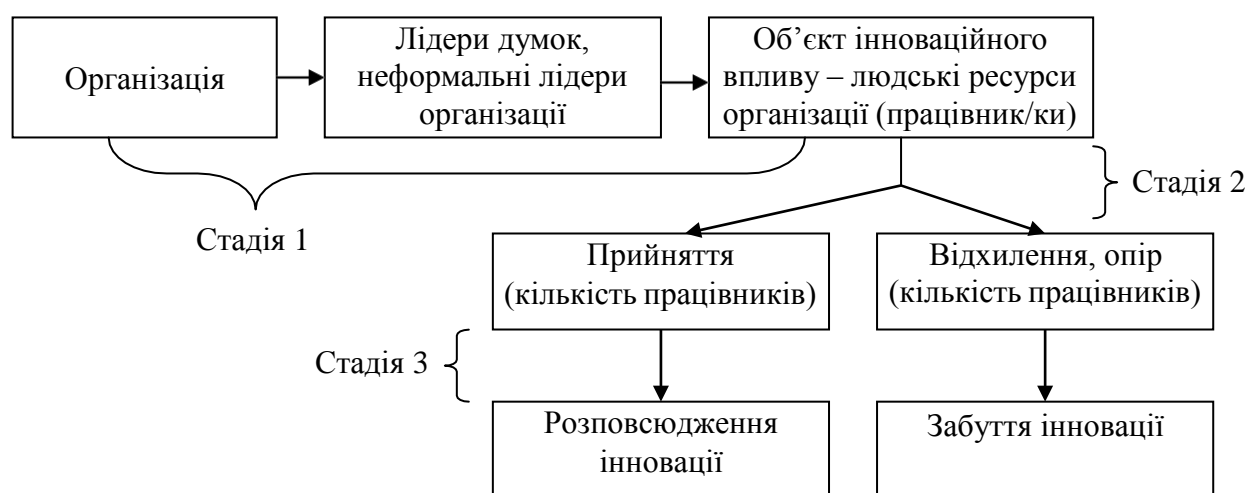 Організація
Лідери думок,
неформальні лідери
організації
Об’єкт інноваційного
впливу – людські ресурси
організації (працівник/ки)
Стадія 1
Стадія 2
Прийняття
(кількість працівників)
Відхилення, опір
(кількість працівників)
Стадія 3
Розповсюдження
інновації
Забуття інновації